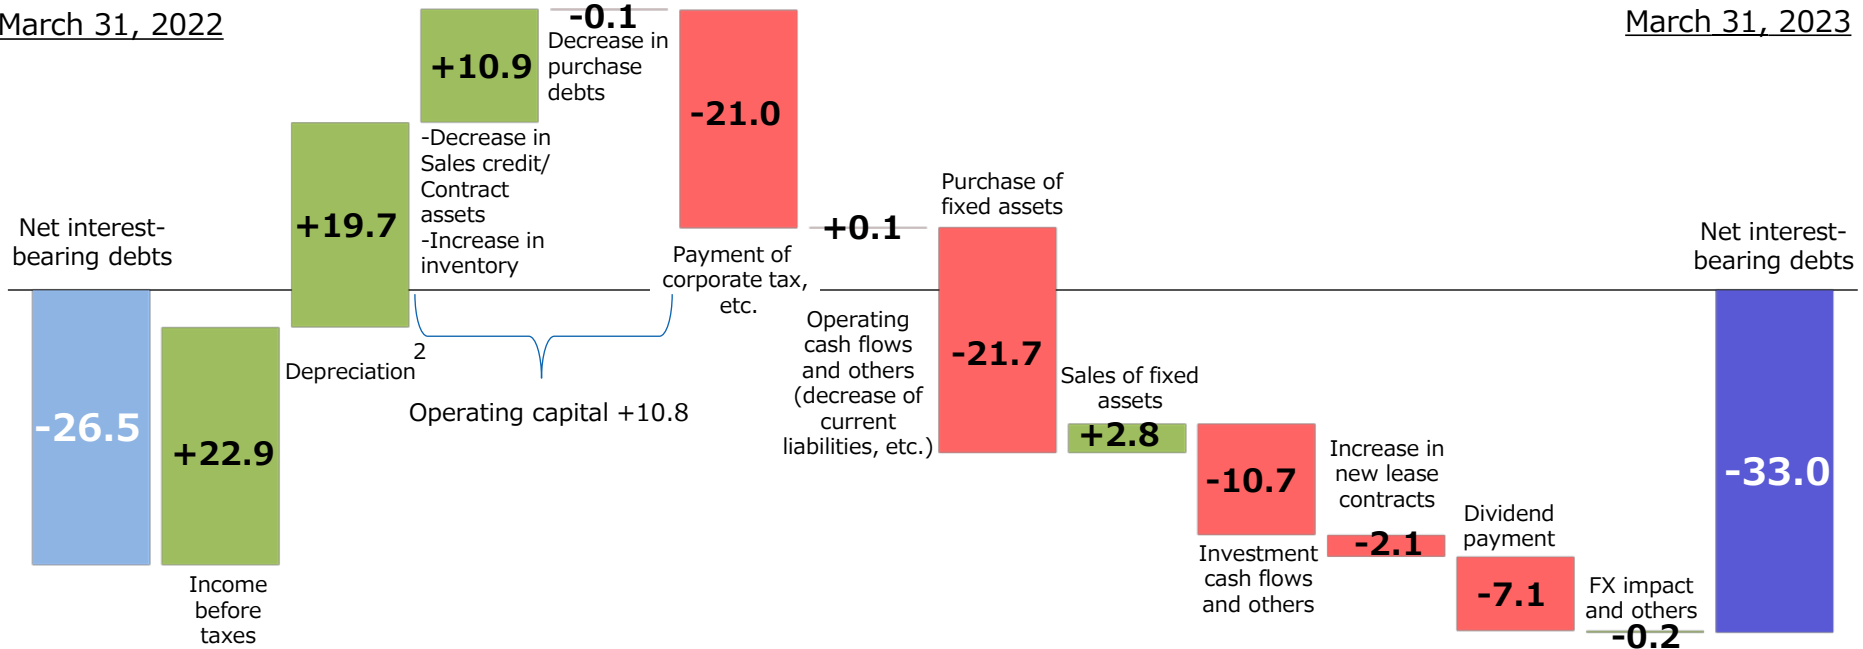 March 31, 2022
March 31, 2023
Net interest-
bearing debts
-26.5
+22.9
Income
before
taxes
+19.7
Depreciation
2
+10.9
-Decrease in
Sales credit/
Contract
assets
-Increase in
inventory
-0.1
Decrease in
purchase
debts
Operating capital +10.8
-21.0
Payment of
corporate tax,
etc.
+0.1
Operating
cash flows
and others
(decrease of
current
liabilities, etc.)
Purchase of
fixed assets
-21.7
Sales of fixed
assets
+2.8
-10.7
Investment
cash flows
and others
Increase in
new lease
contracts
-2.1
Dividend
payment
-7.1
FX impact
and others
-0.2
Net interest-
bearing debts
-33.0